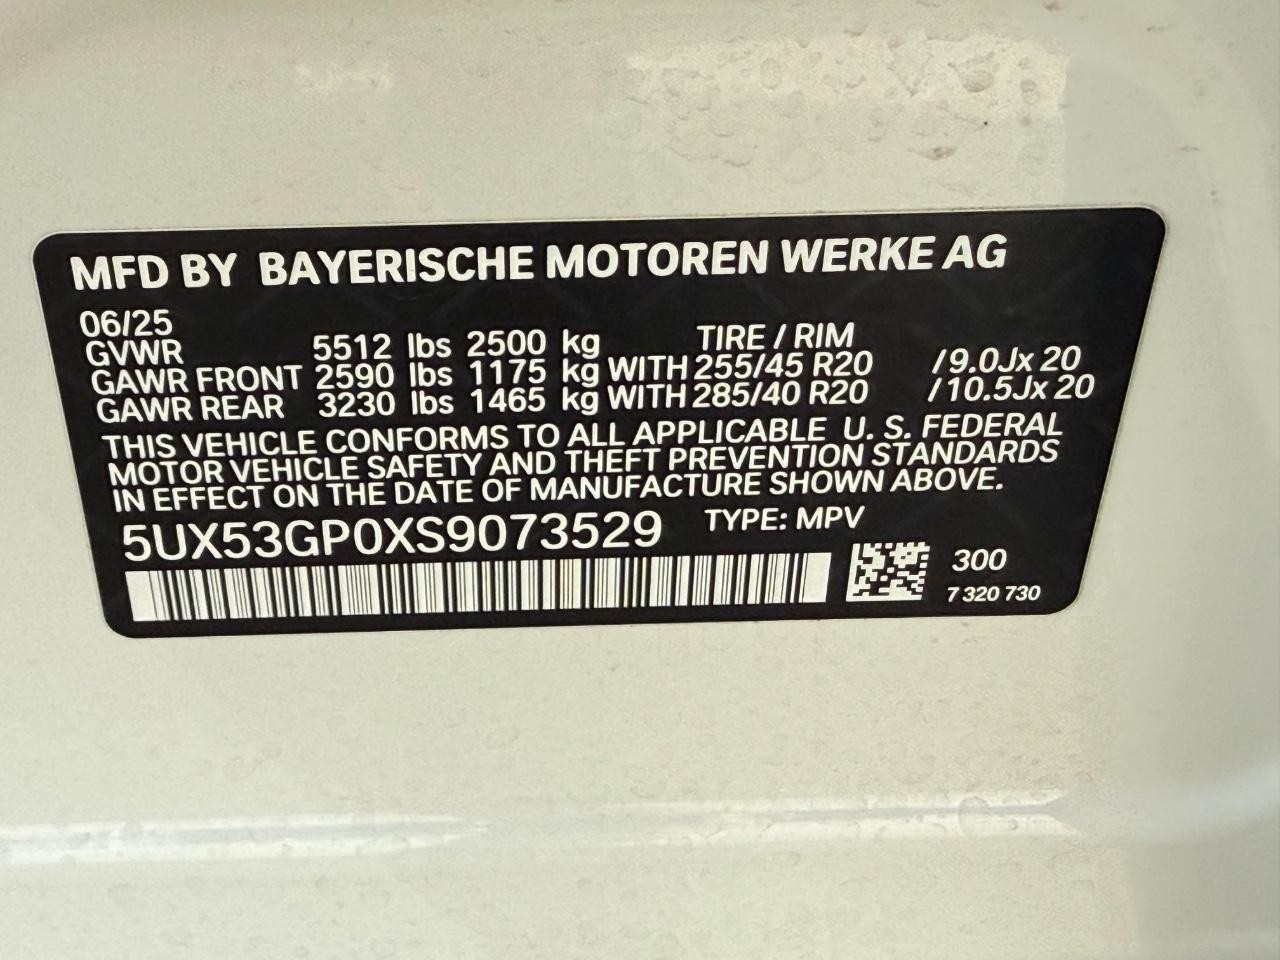 MFD BY BAYERISCHE MOTOREN WERKE AG
06/25
GVWR 5512 lbs 2500 kg TIRE / RIM
GAWR FRONT 2590 lbs 1175 kg WITH 255/45 R20 /9.0Jx 20
GAWR REAR 3230 lbs 1465 kg WITH 285/40 R20 /10.5Jx 20
THIS VEHICLE CONFORMS TO ALL APPLICABLE U. S. FEDERAL
MOTOR VEHICLE SAFETY AND THEFT PREVENTION STANDARDS
IN EFFECT ON THE DATE OF MANUFACTURE SHOWN ABOVE.
5UX53GP0XS9073529 TYPE: MPV
300
7 320 730